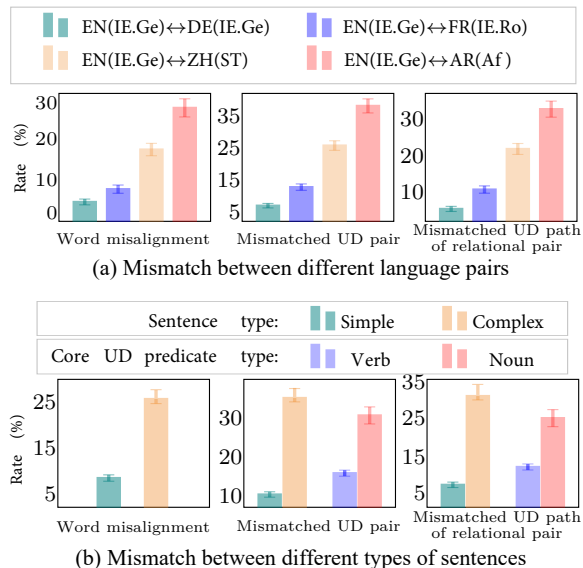 EN(IE.Ge)↔DE(IE.Ge) EN(IE.Ge)↔FR(IE.Ro)
EN(IE.Ge)↔ZH(ST) EN(IE.Ge)↔AR(Af)
Rate (%)
30
20
10
0
Word misalignment
35
25
15
5
Mismatched UD pair
40
30
20
10
Mismatched UD path
of relational pair
(a) Mismatch between different language pairs
Sentence type: Simple Complex
Core UD predicate type: Verb Noun
Rate (%)
25
15
5
Word misalignment
30
20
10
Mismatched UD pair
35
25
15
5
Mismatched UD path
of relational pair
(b) Mismatch between different types of sentences